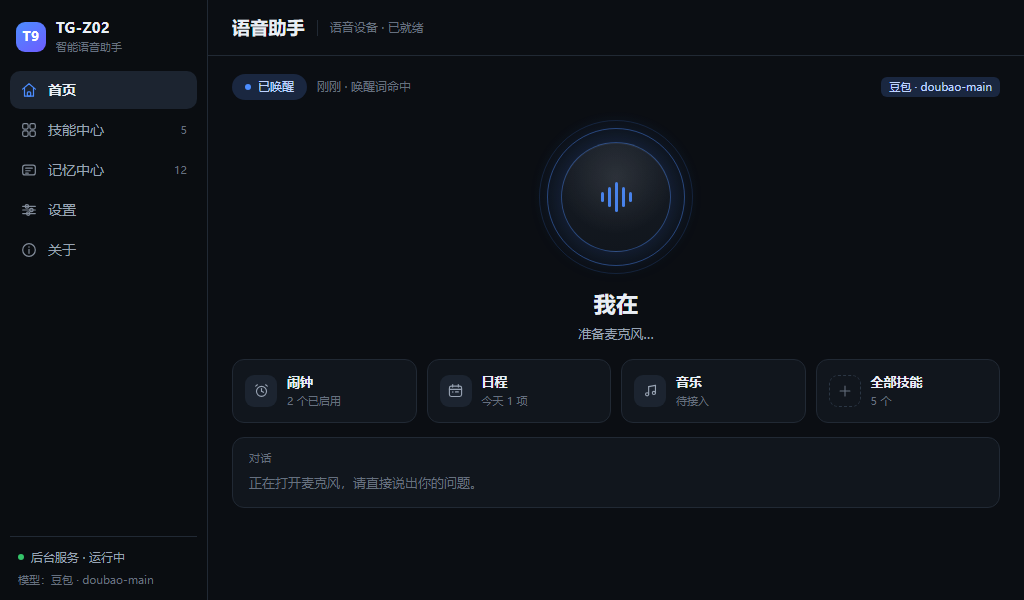 T9
TG-Z02
智能语音助手
首页
技能中心 5
记忆中心 12
设置
关于
后台服务 · 运行中
模型: 豆包 · doubao-main
语音助手
语音设备 · 已就绪
已唤醒
刚刚 · 唤醒词命中
豆包 · doubao-main
我在
准备麦克风...
闹钟
2 个已启用
日程
今天 1 项
音乐
待接入
全部技能
5 个
对话
正在打开麦克风，请直接说出你的问题。